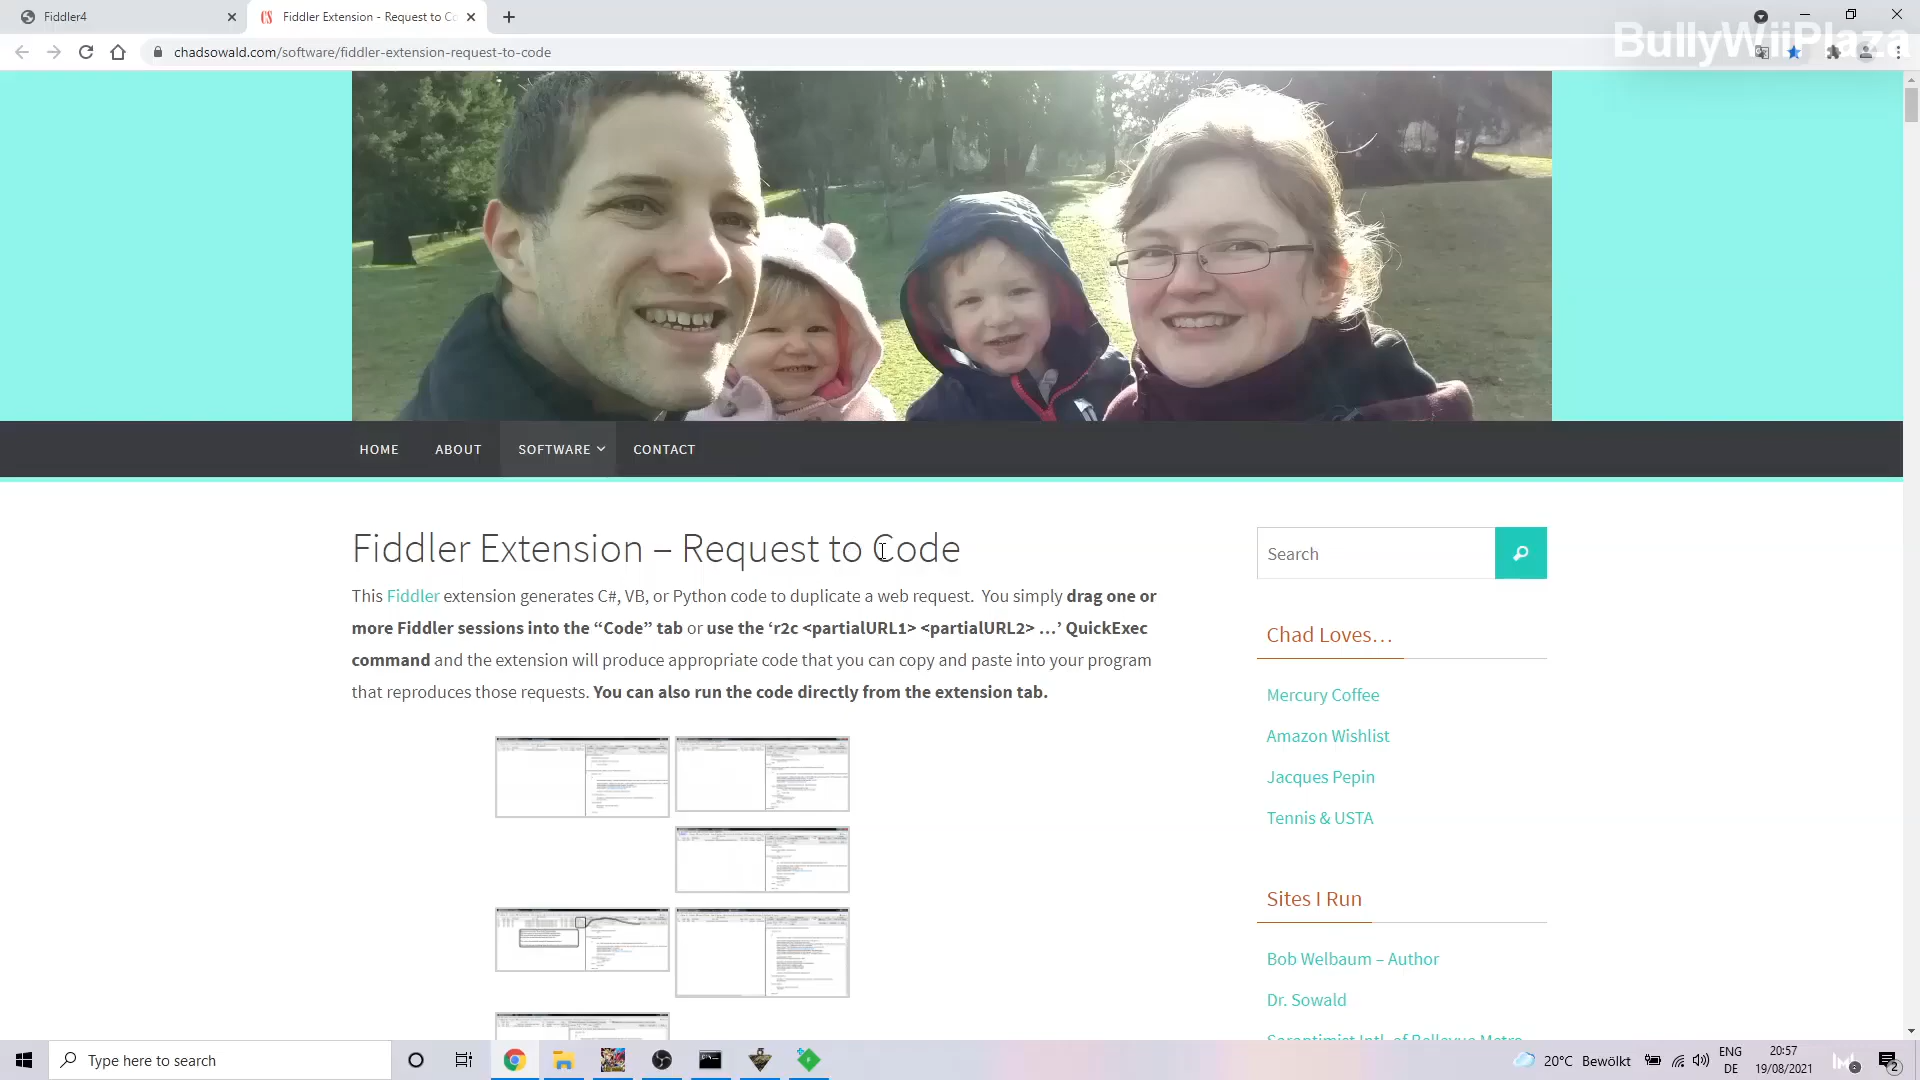 Fiddler4
Fiddler Extension - Request to Co
BullyWiiPlaza
chadsowald.com/software/fiddler-extension-request-to-code
HOME
ABOUT
SOFTWARE
CONTACT
Fiddler Extension – Request to Code
This Fiddler extension generates C#, VB, or Python code to duplicate a web request. You simply drag one or
more Fiddler sessions into the “Code” tab or use the ‘r2c <partialURL1> <partialURL2> …’ QuickExec
command and the extension will produce appropriate code that you can copy and paste into your program
that reproduces those requests. You can also run the code directly from the extension tab.
Search
Chad Loves…
Mercury Coffee
Amazon Wishlist
Jacques Pepin
Tennis & USTA
Sites I Run
Bob Welbaum – Author
Dr. Sowald
Type here to search
20°C Bewölkt
ENG
DE
20:57
19/08/2021
2